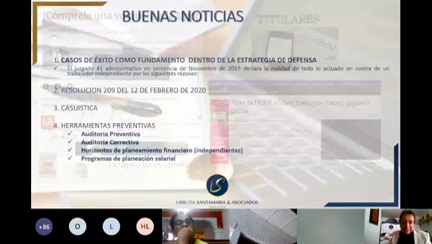 BUENAS NOTICIAS
TITULARES
1. CASOS DE ÉXITO COMO FUNDAMENTO DENTRO DE LA ESTRATEGIA DE DEFENSA
✓ El juzgado 41 administrativo en sentencia de Noviembre de 2019 declara la nulidad de todo lo actuado en contra de un
trabajador independiente por las siguientes razones:
2. RESOLUCION 209 DEL 12 DE FEBRERO DE 2020
3. CASUISTICA
4. HERRAMIENTAS PREVENTIVAS
✓ Auditoria Preventiva
✓ Auditoria Correctiva
✓ Horizontes de planeamiento financiero (independientes)
✓ Programas de planeación salarial
URRUTIA SANTAMARIA & ASOCIADOS
+86
O
L
HL